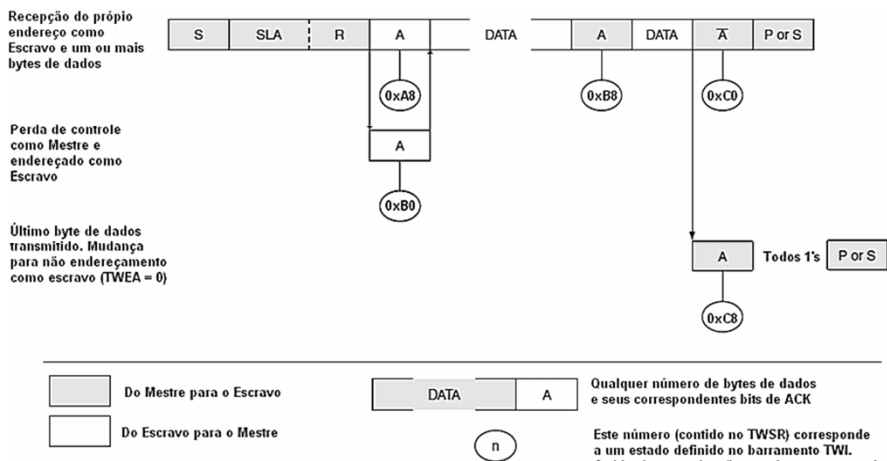 Recepção do própio
endereço como
Escravo e um ou mais
bytes de dados
S SLA R A DATA A DATA A P or S
0xA8 0xB8 0xC0
Perda de controle
como Mestre e
endereçado como
Escravo
A
0xB0
Último byte de dados
transmitido. Mudança
para não endereçamento
como escravo (TWEA = 0)
A Todos 1's P or S
0xC8
Do Mestre para o Escravo
Do Escravo para o Mestre
DATA A
Qualquer número de bytes de dados
e seus correspondentes bits de ACK
n
Este número (contido no TWSR) corresponde
a um estado definido no barramento TWI.